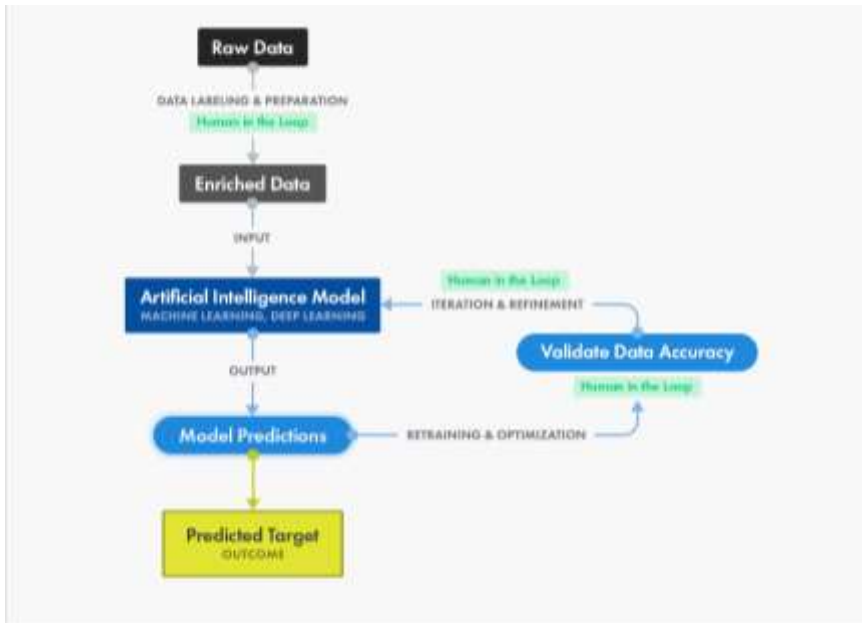 Raw Data
DATA LABELING & PREPARATION
Human in the Loop
Enriched Data
INPUT
Artificial Intelligence Model
MACHINE LEARNING, DEEP LEARNING
Human in the Loop
ITERATION & REFINEMENT
Validate Data Accuracy
Human in the Loop
OUTPUT
Model Predictions
RETRAINING & OPTIMIZATION
Predicted Target
OUTCOME